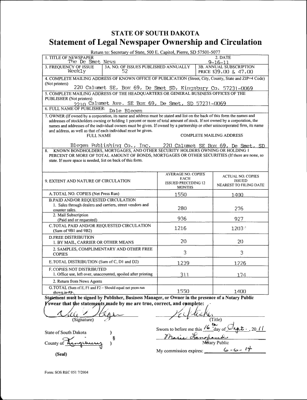 STATE OF SOUTH DAKOTA
Statement of Legal Newspaper Ownership and Circulation
Return to: Secretary of State, 500 E. Capitol, Pierre, SD 57501-5077
1. TITLE OF NEWSPAPER
The De Smet News
2. DATE
9-16-11
3. FREQUENCY OF ISSUE
Weekly
3A. NO. OF ISSUES PUBLISHED ANNUALLY
52
3B. ANNUAL SUBSCRIPTION
PRICE $39.00 & 47.00
4. COMPLETE MAILING ADDRESS OF KNOWN OFFICE OF PUBLICATION (Street, City, County, State and ZIP+4 Code)
(Not printers)
220 Calumet SE, Box 69, De Smet SD, Kingsbury Co. 57231-0069
5. COMPLETE MAILING ADDRESS OF THE HEADQUARTERS OF GENERAL BUSINESS OFFICES OF THE
PUBLISHER (Not printer)
220 Calumet Ave. SE Box 69, De Smet, SD 57231-0069
6. FULL NAME OF PUBLISHER:
Dale Blegen
7. OWNER (If owned by a corporation, its name and address must be stated and list on the back of this form the names and
addresses of stockholders owning or holding 1 percent or more of total amount of stock. If not owned by a corporation, the
names and addresses of the individual owners must be given. If owned by a partnership or other unincorporated firm, its name
and address, as well as that of each individual must be given.
FULL NAME
COMPLETE MAILING ADDRESS
Blegen Publishing Co., Inc.
220 Calumet SE Box 69, De Smet, SD
8. KNOWN BONDHOLDERS, MORTGAGES, AND OTHER SECURITY HOLDERS OWNING OR HOLDING 1
PERCENT OR MORE OF TOTAL AMOUNT OF BONDS, MORTGAGES OR OTHER SECURITIES (If there are none, so
state. If more space is needed, list on back of this form.
9. EXTENT AND NATURE OF CIRCULATION
AVERAGE NO. COPIES
EACH
ISSUED PRECEDING 12
MONTHS
ACTUAL NO. COPIES
ISSUED
NEAREST TO FILING DATE
A. TOTAL NO. COPIES (Net Press Run)
1550
1400
B. PAID AND/OR REQUESTED CIRCULATION
1. Sales through dealers and carriers, street vendors and
counter sales
280
276
2. Mail Subscription
(Paid and/or requested)
936
927
C. TOTAL PAID AND/OR REQUESTED CIRCULATION
(Sum of 9B1 and 9B2)
1216
1203
D. FREE DISTRIBUTION
1. BY MAIL, CARRIER OR OTHER MEANS
20
20
2. SAMPLES, COMPLIMENTARY AND OTHER FREE
COPIES
3
3
E. TOTAL DISTRIBUTION (Sum of C, D1 and D2)
1239
1226
F. COPIES NOT DISTRIBUTED
1. Office use, left over, unaccounted, spoiled after printing
311
174
2. Return from News Agents
TOTAL (Sum of E, F1 and F2 - Should equal net press run
1550
1400
Statement must be signed by Publisher, Business Manager, or Owner in the presence of a Notary Public
I swear that the statements made by me are true, correct, and complete:
(Signature)
(Title)
State of South Dakota )
Sworn to before me this 16th day of Sept., 2011
County of Kingsbury )
Notary Public
(Seal)
My commission expires: 6-6-14
Form: SOS REC 051 7/2004